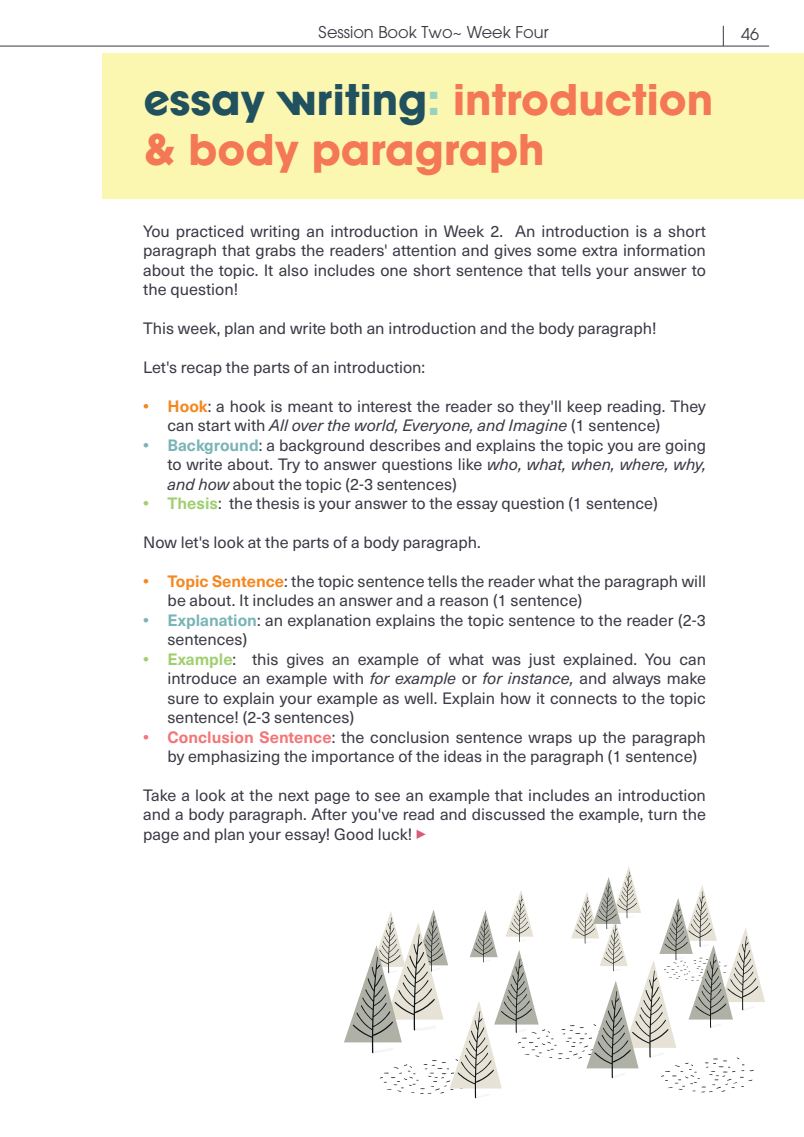 Session Book Two~ Week Four
46
essay writing: introduction
& body paragraph
You practiced writing an introduction in Week 2. An introduction is a short
paragraph that grabs the readers' attention and gives some extra information
about the topic. It also includes one short sentence that tells your answer to
the question!
This week, plan and write both an introduction and the body paragraph!
Let's recap the parts of an introduction:
• Hook: a hook is meant to interest the reader so they'll keep reading. They
can start with All over the world, Everyone, and Imagine (1 sentence)
• Background: a background describes and explains the topic you are going
to write about. Try to answer questions like who, what, when, where, why,
and how about the topic (2-3 sentences)
• Thesis: the thesis is your answer to the essay question (1 sentence)
Now let's look at the parts of a body paragraph.
• Topic Sentence: the topic sentence tells the reader what the paragraph will
be about. It includes an answer and a reason (1 sentence)
• Explanation: an explanation explains the topic sentence to the reader (2-3
sentences)
• Example: this gives an example of what was just explained. You can
introduce an example with for example or for instance, and always make
sure to explain your example as well. Explain how it connects to the topic
sentence! (2-3 sentences)
• Conclusion Sentence: the conclusion sentence wraps up the paragraph
by emphasizing the importance of the ideas in the paragraph (1 sentence)
Take a look at the next page to see an example that includes an introduction
and a body paragraph. After you've read and discussed the example, turn the
page and plan your essay! Good luck! ►